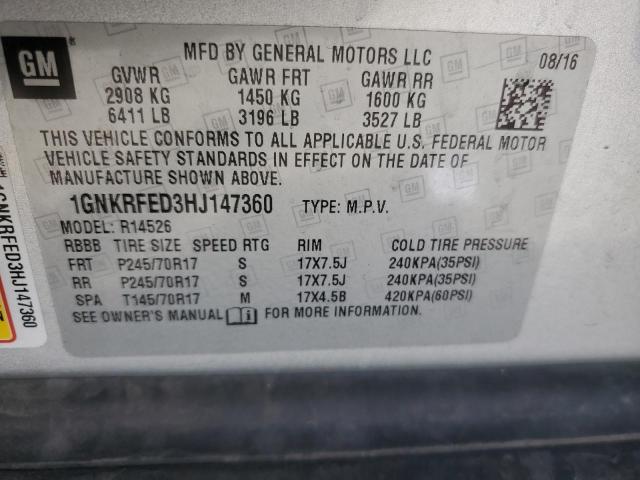 GM
MFD BY GENERAL MOTORS LLC
08/16
GVWR GAWR FRT GAWR RR
2908 KG 1450 KG 1600 KG
6411 LB 3196 LB 3527 LB
THIS VEHICLE CONFORMS TO ALL APPLICABLE U.S. FEDERAL MOTOR
VEHICLE SAFETY STANDARDS IN EFFECT ON THE DATE OF
MANUFACTURE SHOWN ABOVE.
1GNKRFED3HJ147360 TYPE: M.P.V.
MODEL: R14526
RBBB TIRE SIZE SPEED RTG RIM COLD TIRE PRESSURE
FRT P245/70R17 S 17X7.5J 240KPA(35PSI)
RR P245/70R17 S 17X7.5J 240KPA(35PSI)
SPA T145/70R17 M 17X4.5B 420KPA(60PSI)
SEE OWNER'S MANUAL FOR MORE INFORMATION.
1GNKRFED3HJ147360